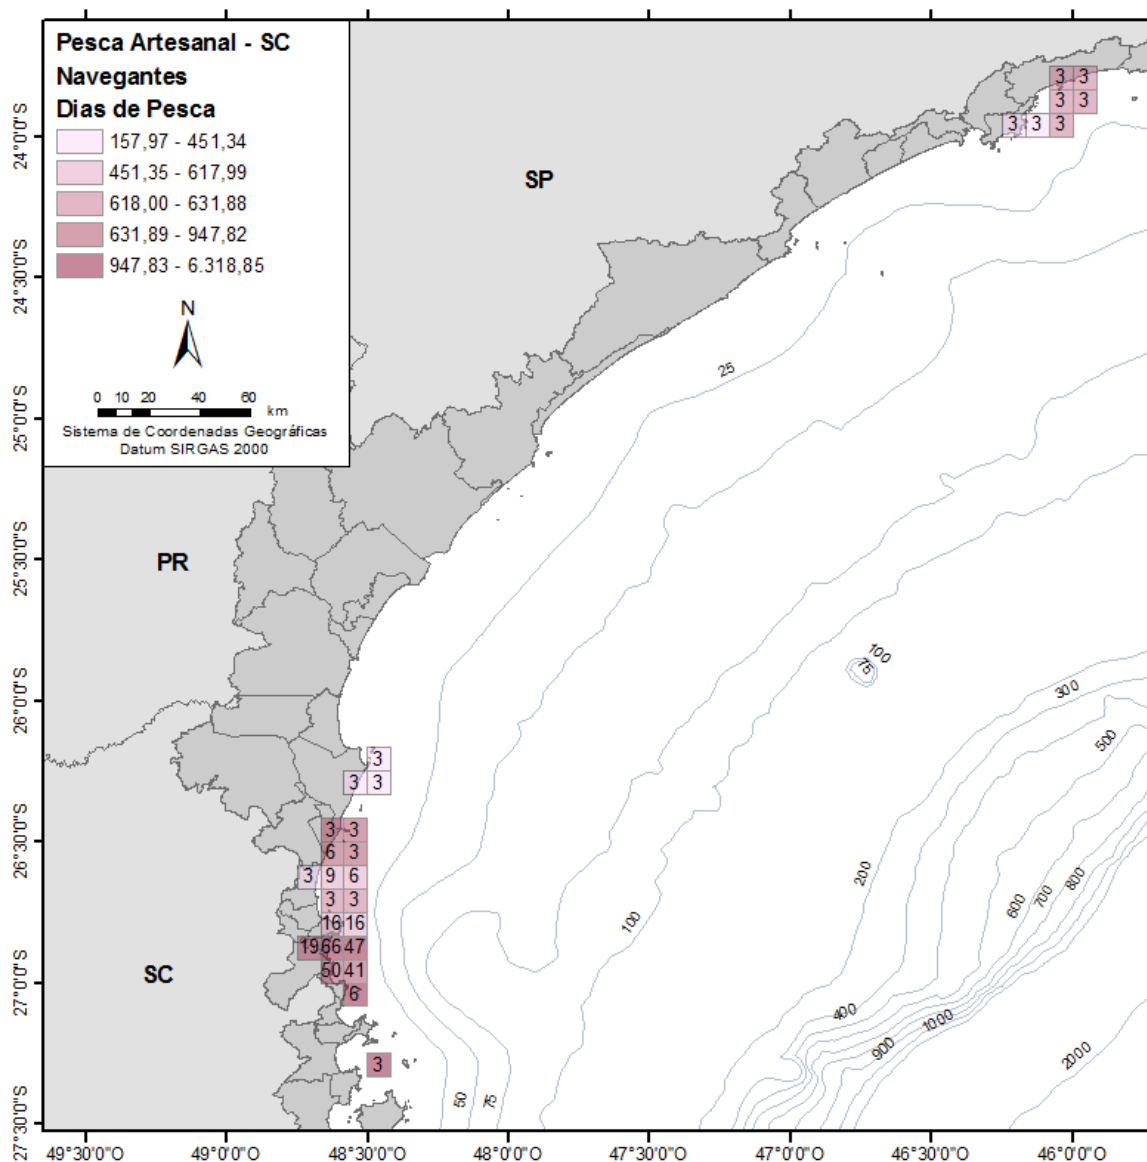 Pesca Artesanal - SC
Navegantes
Dias de Pesca
157,97 - 451,34
451,35 - 617,99
618,00 - 631,88
631,89 - 947,82
947,83 - 6.318,85
N
0 10 20 40 60
km
Sistema de Coordenadas Geográficas
Datum SIRGAS 2000
SP
PR
SC
3 3
3 3
3 3 3
25
100
75
300
500
3
3 3
3 3
6 3
3 9 6
3 3
16 16
19 66 47
50 41
6
3
200
100
600
700
800
400
900
1000
2000
50
75
24°0'0"S
24°30'0"S
25°0'0"S
25°30'0"S
26°0'0"S
26°30'0"S
27°0'0"S
27°30'0"S
49°30'0"O
49°0'0"O
48°30'0"O
48°0'0"O
47°30'0"O
47°0'0"O
46°30'0"O
46°0'0"O